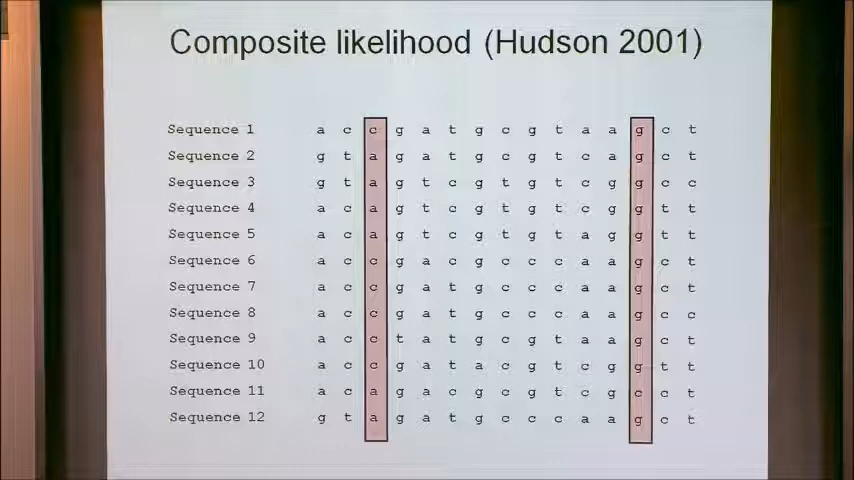 Composite likelihood (Hudson 2001)
Sequence 1 a c c g a t g c g t a a g c t
Sequence 2 g t a g a t g c g t c a g c t
Sequence 3 g t a g t c g t g t c g g c c
Sequence 4 a c a g t c g t g t c g g t t
Sequence 5 a c a g t c g t g t a g g t t
Sequence 6 a c c g a c g c c c a a g c t
Sequence 7 a c c g a t g c c c a a g c t
Sequence 8 a c c g a t g c c c a a g c c
Sequence 9 a c c t a t g c g t a a g c t
Sequence 10 a c c g a t a c g t c g g t t
Sequence 11 a c a g a c g c g t c g c c t
Sequence 12 g t a g a t g c c c a a g c t